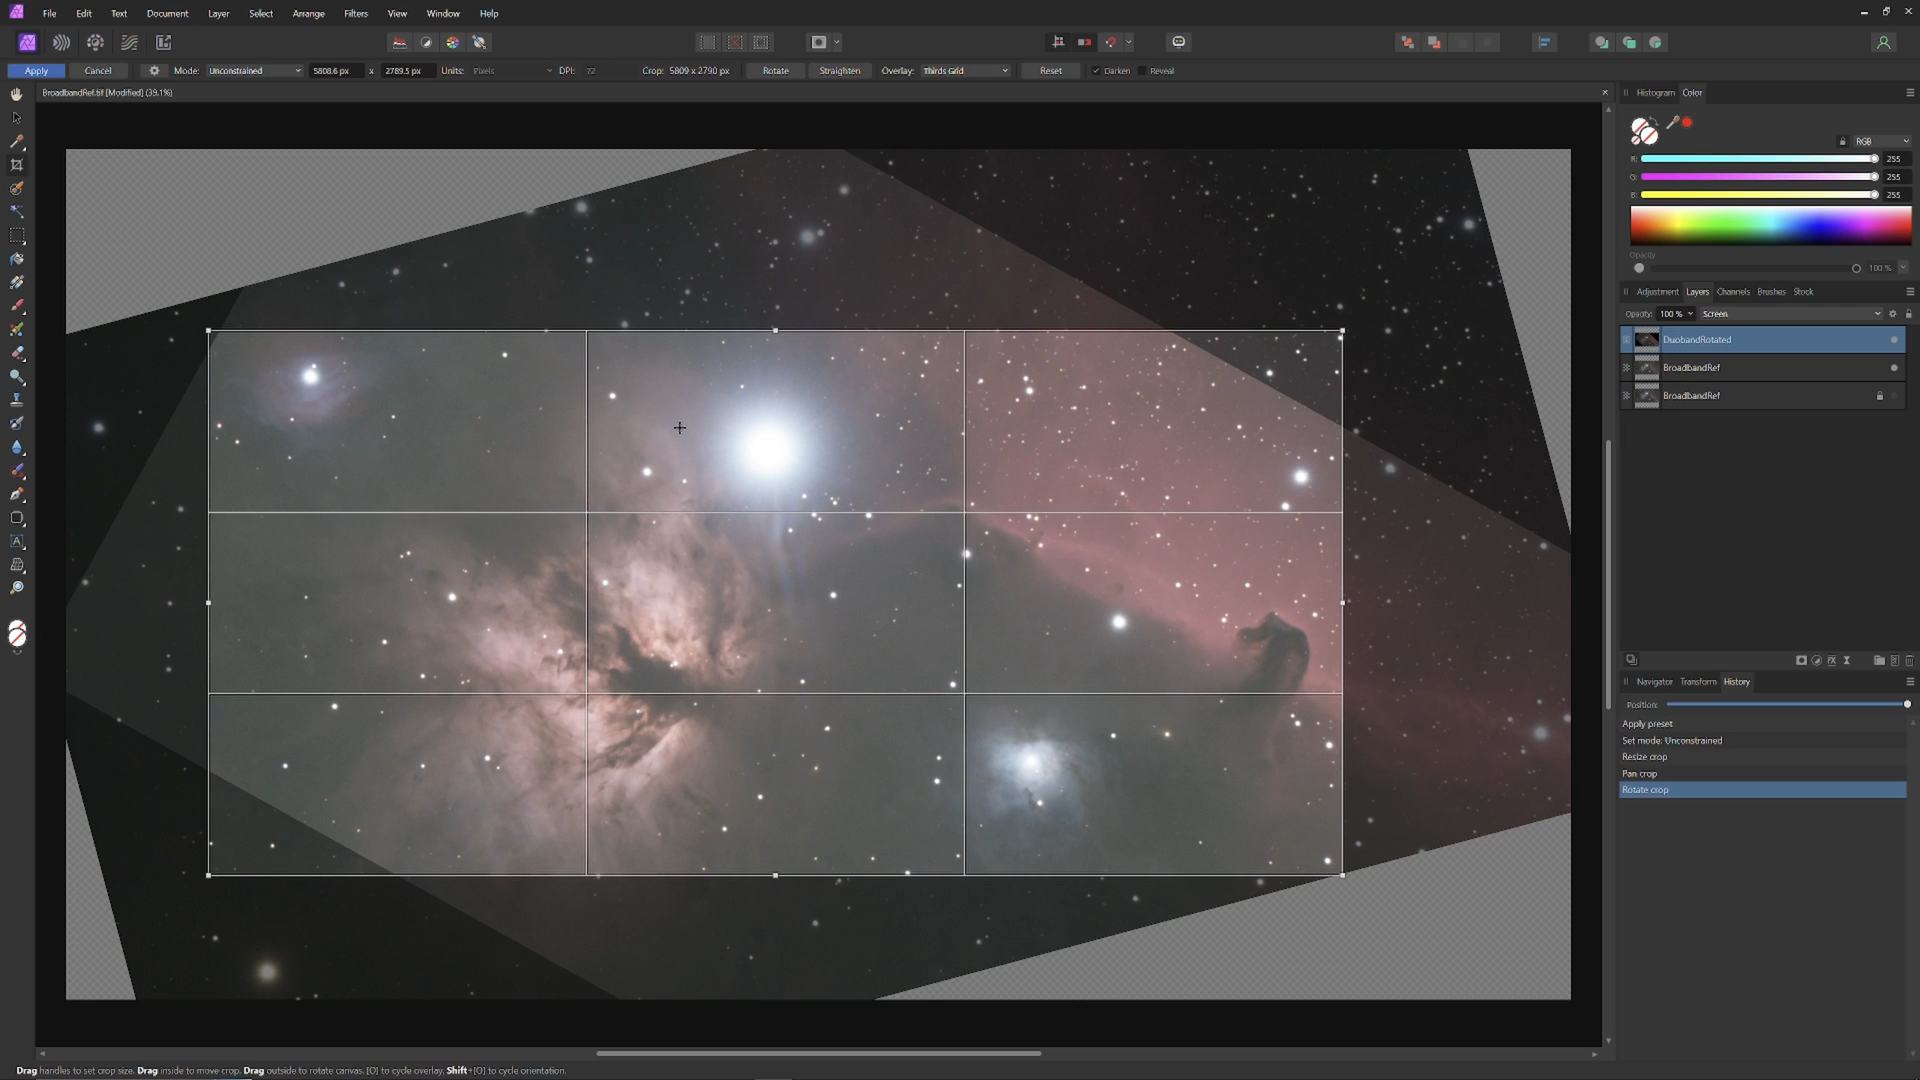 File Edit Text Document Layer Select Arrange Filters View Window Help
Apply Cancel Mode: Unconstrained 5808.6 px x 2789.5 px Units: Pixels DPI: 72 Crop: 5809 x 2790 px Rotate Straighten Overlay: Thirds Grid Reset Darken Reveal
BroadbandRef.tif [Modified] (39.1%)
Histogram Color
RGB
R: 255
G: 255
B: 255
Opacity
100 %
Adjustment Layers Channels Brushes Stock
Opacity: 100 % Screen
DuobandRotated
BroadbandRef
BroadbandRef
Navigator Transform History
Position:
Apply preset
Set mode: Unconstrained
Resize crop
Pan crop
Rotate crop
Drag handles to set crop size. Drag inside to move crop. Drag outside to rotate canvas. [O] to cycle overlay. Shift+[O] to cycle orientation.